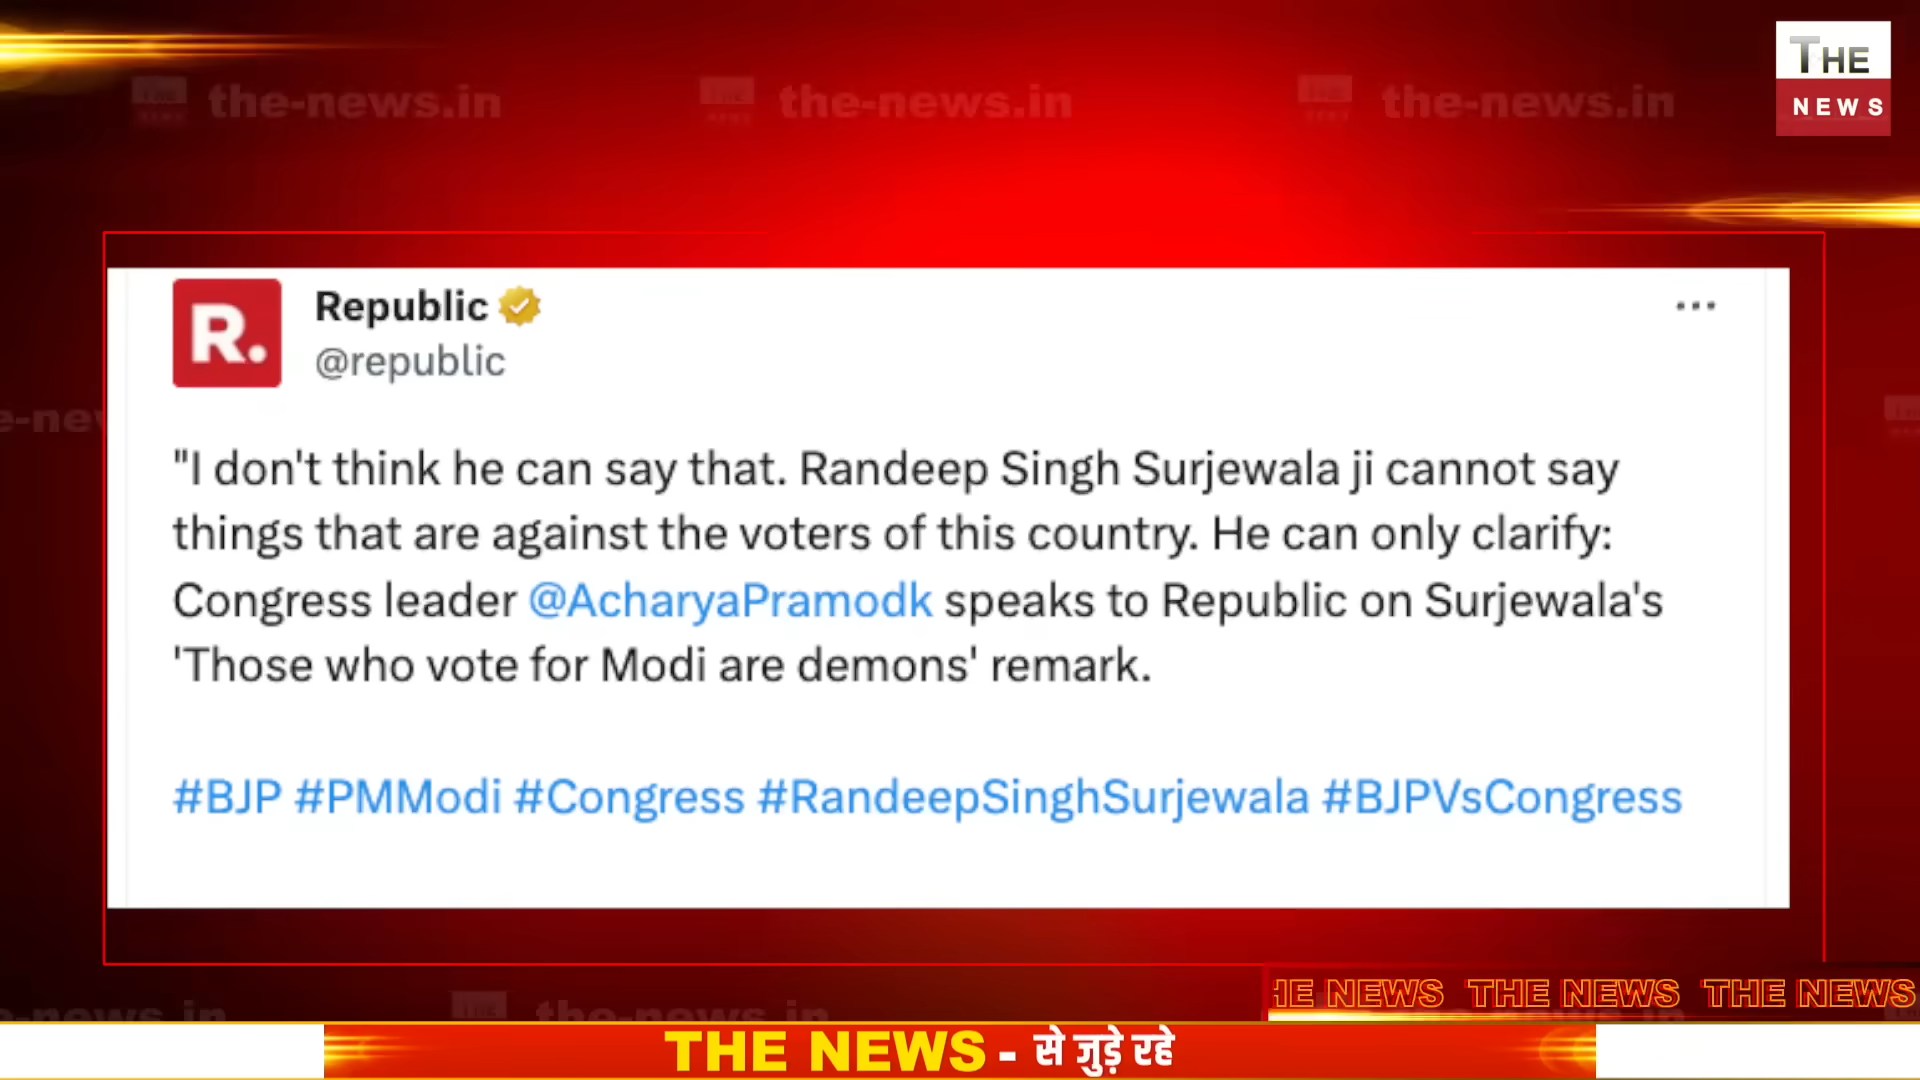 THE
NEWS
the-news.in the-news.in the-news.in
Republic
@republic
"I don't think he can say that. Randeep Singh Surjewala ji cannot say
things that are against the voters of this country. He can only clarify:
Congress leader @AcharyaPramodk speaks to Republic on Surjewala's
'Those who vote for Modi are demons' remark.
#BJP #PMModi #Congress #RandeepSinghSurjewala #BJPVsCongress
THE NEWS THE NEWS
THE NEWS - से जुड़े रहे